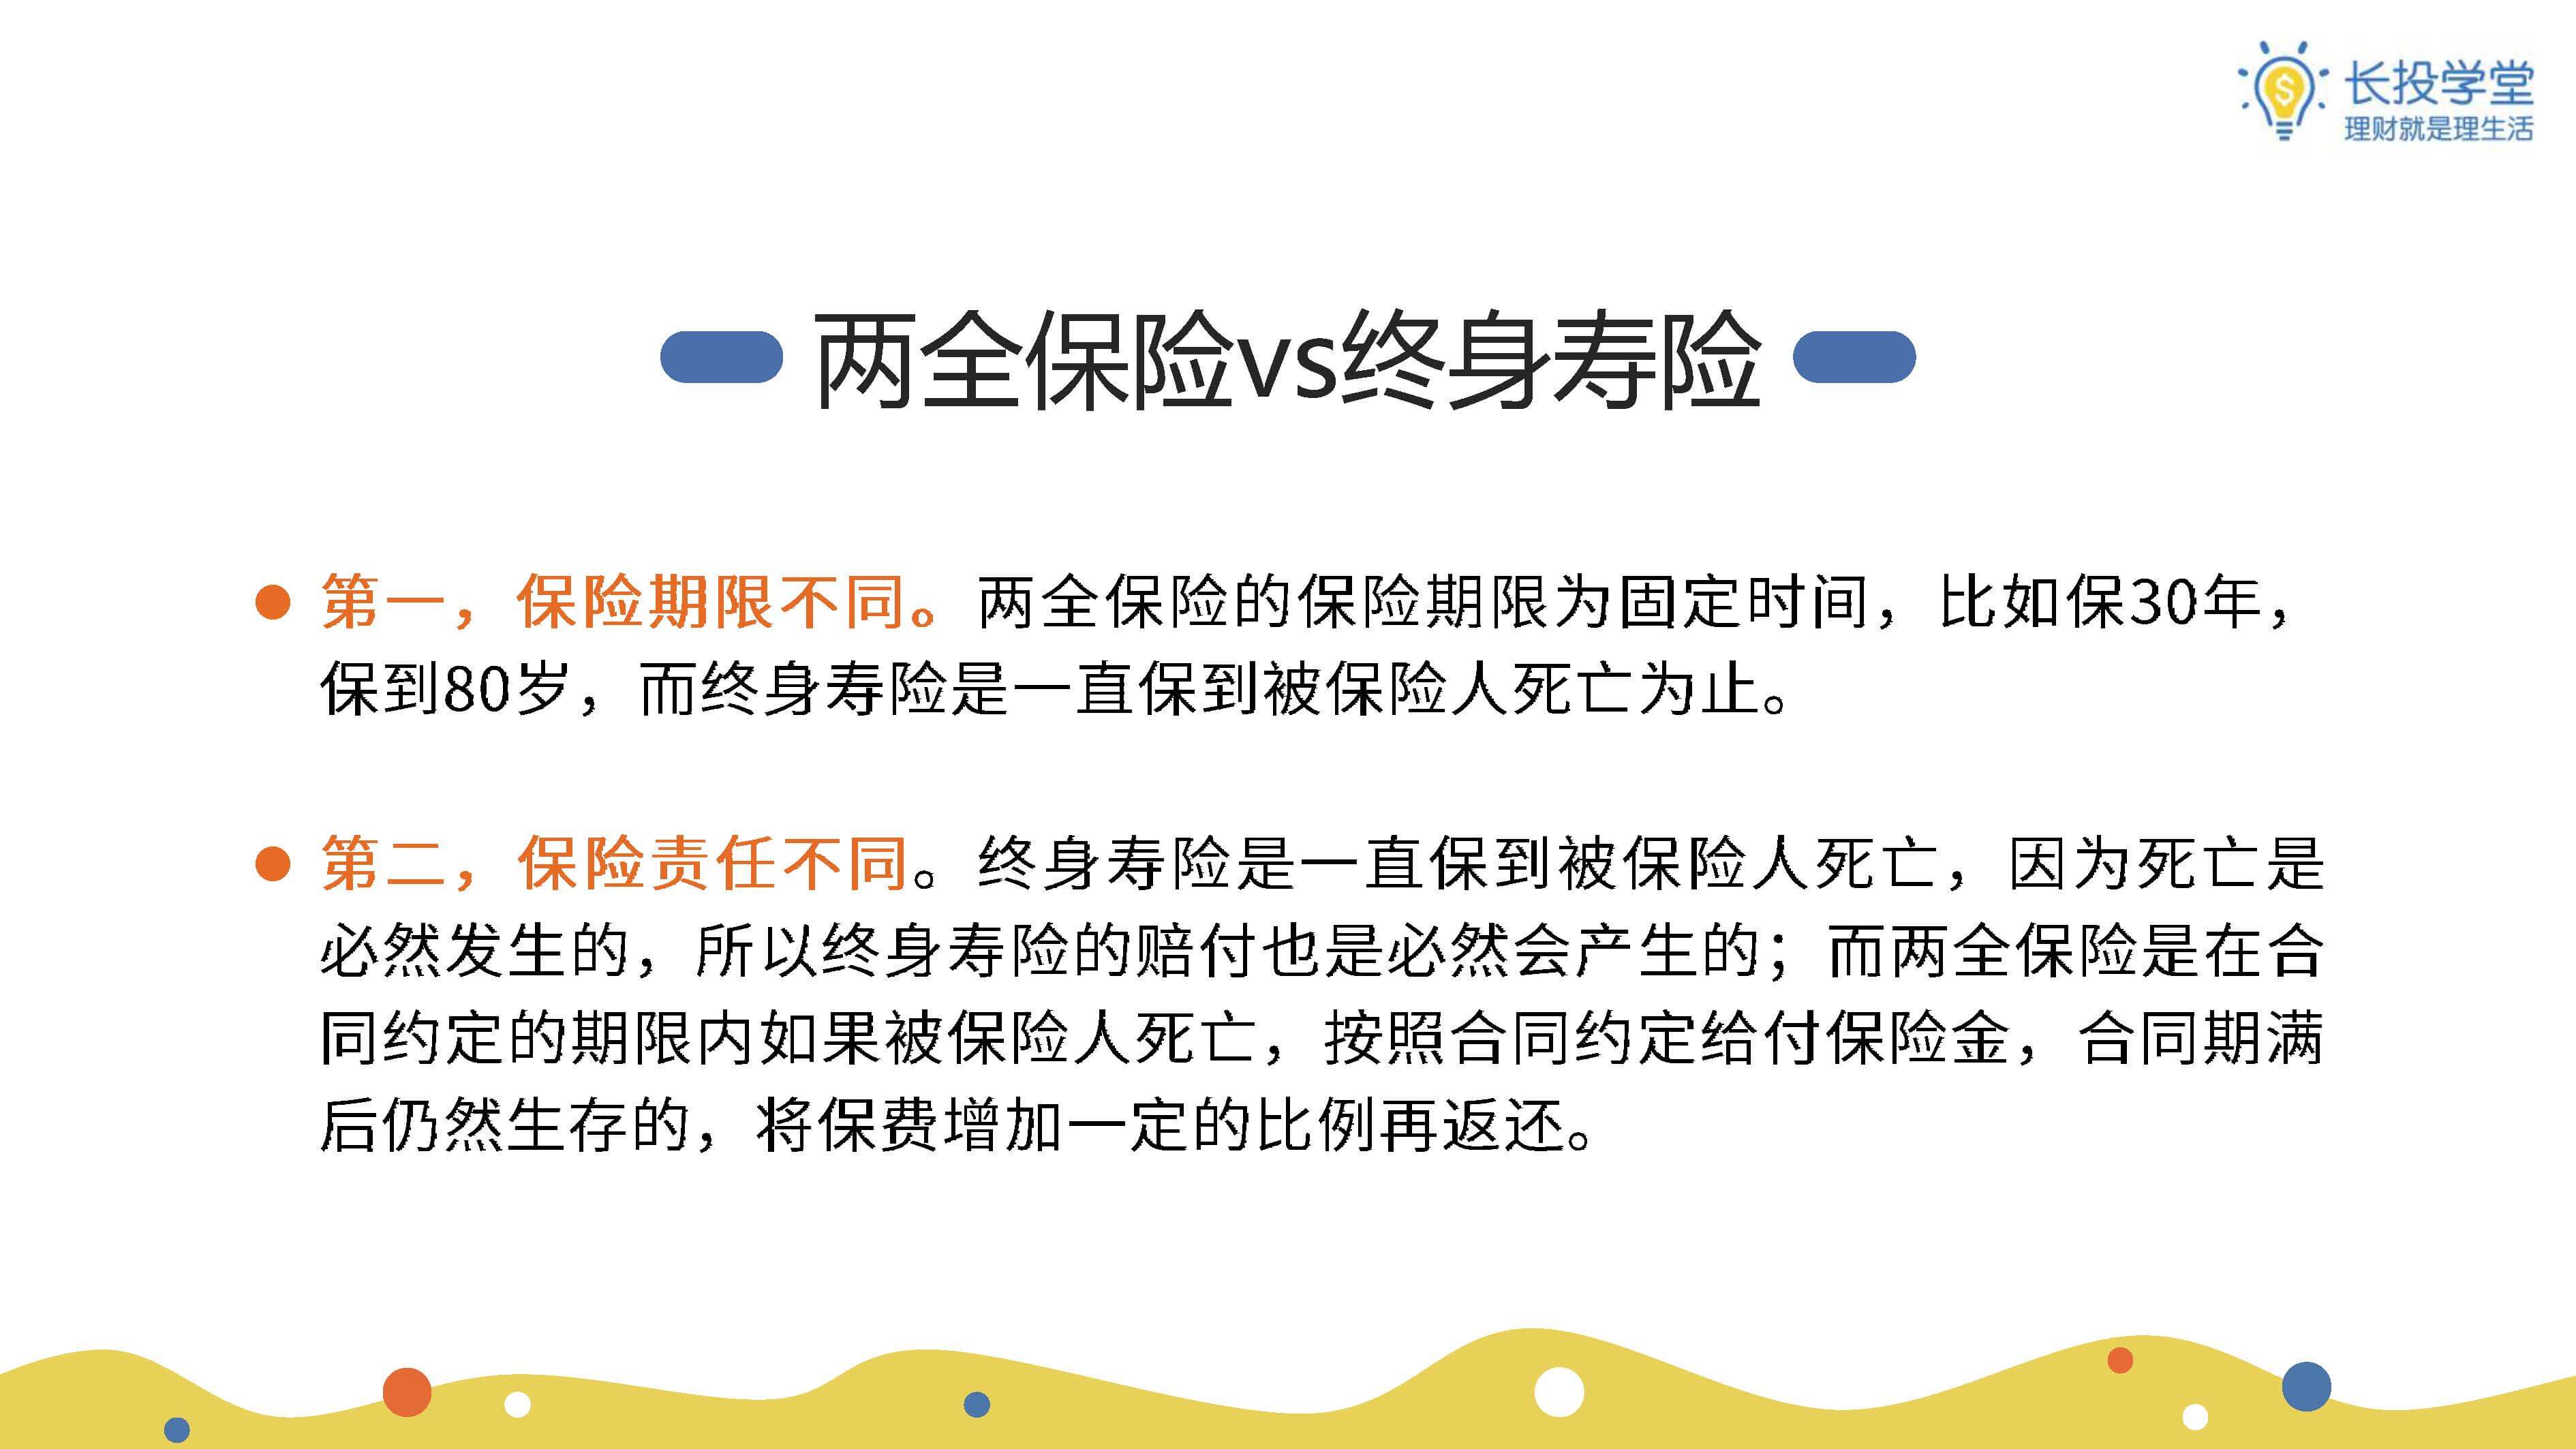 长投学堂
理财就是理生活
两全保险vs终身寿险
第一，保险期限不同。两全保险的保险期限为固定时间，比如保30年，
保到80岁，而终身寿险是一直保到被保险人死亡为止。
第二，保险责任不同。终身寿险是一直保到被保险人死亡，因为死亡是
必然发生的，所以终身寿险的赔付也是必然会产生的；而两全保险是在合
同约定的期限内如果被保险人死亡，按照合同约定给付保险金，合同期满
后仍然生存的，将保费增加一定的比例再返还。